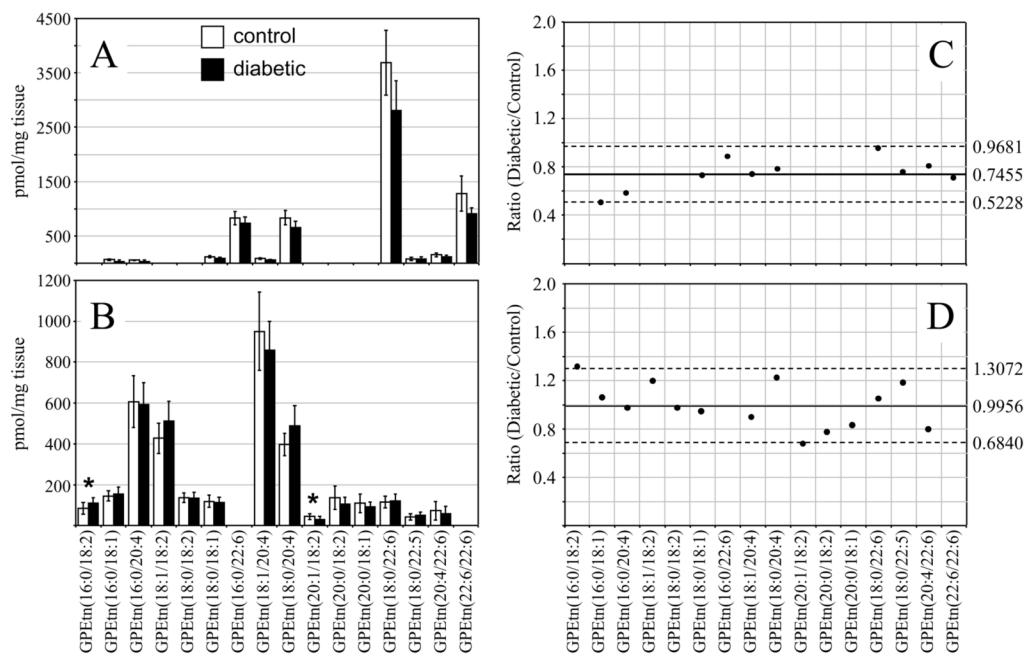 A
control
diabetic
pmol/mg tissue
4500
3500
2500
1500
500
B
pmol/mg tissue
1200
1000
800
600
400
200
*
*
GPEtn(16:0/18:2)
GPEtn(16:0/18:1)
GPEtn(16:0/20:4)
GPEtn(18:1/18:2)
GPEtn(18:0/18:2)
GPEtn(18:0/18:1)
GPEtn(16:0/22:6)
GPEtn(18:1/20:4)
GPEtn(18:0/20:4)
GPEtn(20:1/18:2)
GPEtn(20:0/18:2)
GPEtn(20:0/18:1)
GPEtn(18:0/22:6)
GPEtn(18:0/22:5)
GPEtn(20:4/22:6)
GPEtn(22:6/22:6)
C
Ratio (Diabetic/Control)
2.0
1.6
1.2
0.8
0.4
0.9681
0.7455
0.5228
D
Ratio (Diabetic/Control)
2.0
1.6
1.2
0.8
0.4
1.3072
0.9956
0.6840
GPEtn(16:0/18:2)
GPEtn(16:0/18:1)
GPEtn(16:0/20:4)
GPEtn(18:1/18:2)
GPEtn(18:0/18:2)
GPEtn(18:0/18:1)
GPEtn(16:0/22:6)
GPEtn(18:1/20:4)
GPEtn(18:0/20:4)
GPEtn(20:1/18:2)
GPEtn(20:0/18:2)
GPEtn(20:0/18:1)
GPEtn(18:0/22:6)
GPEtn(18:0/22:5)
GPEtn(20:4/22:6)
GPEtn(22:6/22:6)